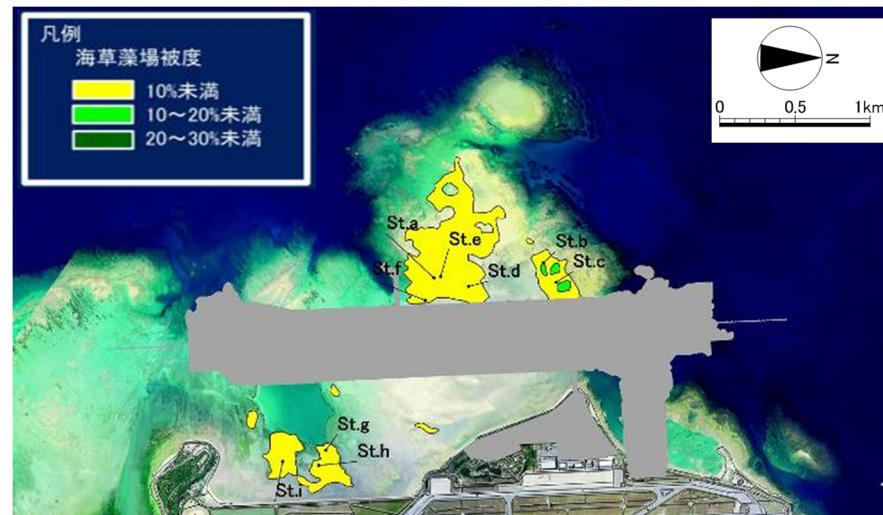 凡例
海草藻場被度
10%未満
10～20%未満
20～30%未満
N
0 0.5 1km
St.a
St.e
St.b
St.c
St.f
St.d
St.g
St.h
St.i